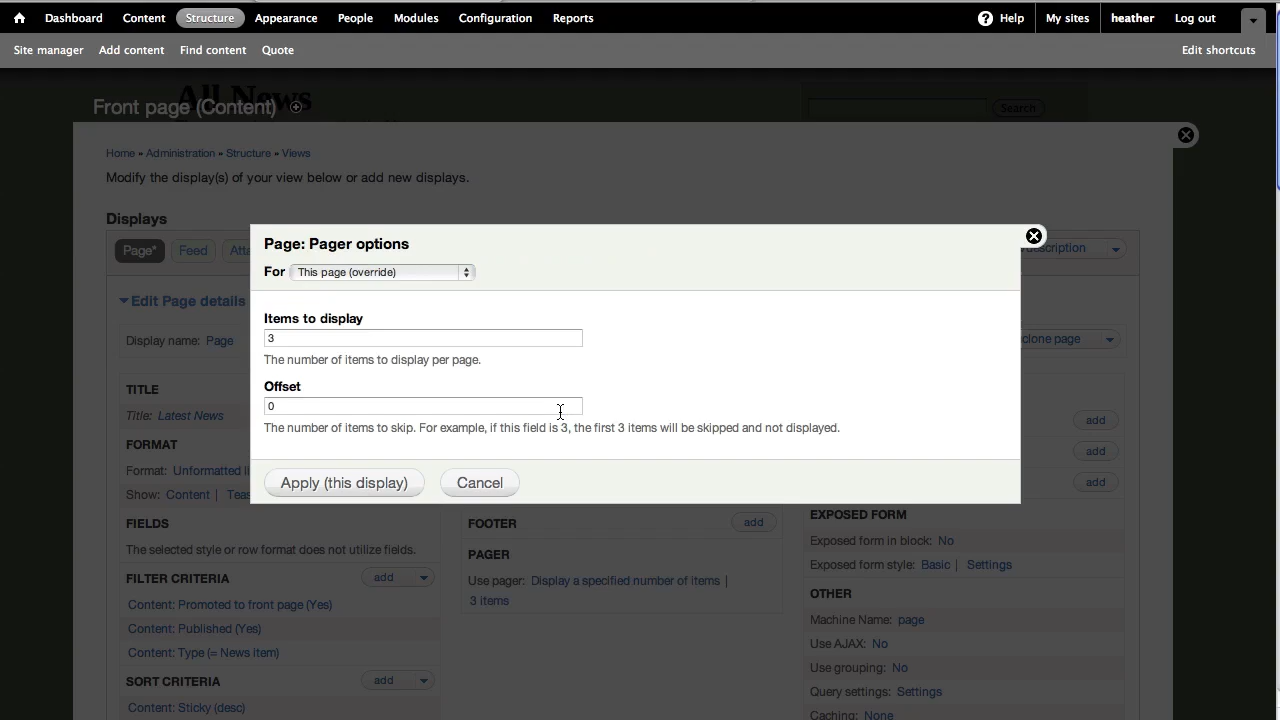 Dashboard Content Structure Appearance People Modules Configuration Reports Help My sites heather Log out
Site manager Add content Find content Quote Edit shortcuts
All News
Front page (Content)
Search
Home » Administration » Structure » Views
Modify the display(s) of your view below or add new displays.
Displays
Page* Feed
Page: Pager options
For This page (override)
Edit Page details
Items to display
3
Display name: Page
clone page
The number of items to display per page.
Offset
0
The number of items to skip. For example, if this field is 3, the first 3 items will be skipped and not displayed.
Apply (this display) Cancel
TITLE
Title: Latest News
add
FORMAT
add
Format: Unformatted
Show: Content |
add
FIELDS
The selected style or row format does not utilize fields.
FILTER CRITERIA add
Content: Promoted to front page (Yes)
Content: Published (Yes)
Content: Type (= News item)
SORT CRITERIA add
Content: Sticky (desc)
FOOTER add
PAGER
Use pager: Display a specified number of items |
3 items
EXPOSED FORM
Exposed form in block: No
Exposed form style: Basic | Settings
OTHER
Machine Name: page
Use AJAX: No
Use grouping: No
Query settings: Settings
Caching: None